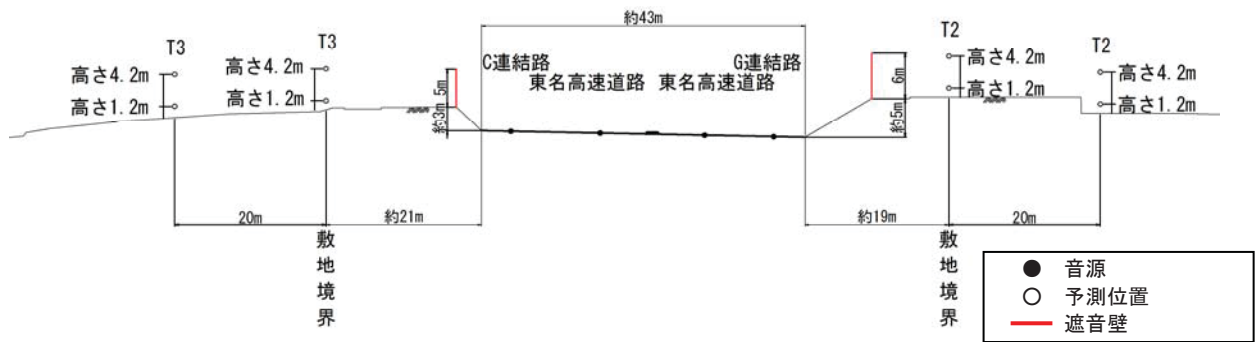 約43m
T3
高さ4.2m
高さ1.2m
T3
高さ4.2m
高さ1.2m
5m
約3m
C連結路
東名高速道路
G連結路
東名高速道路
6m
約5m
T2
高さ4.2m
高さ1.2m
T2
高さ4.2m
高さ1.2m
20m
約21m
約19m
20m
敷地境界
敷地境界
音源
予測位置
遮音壁